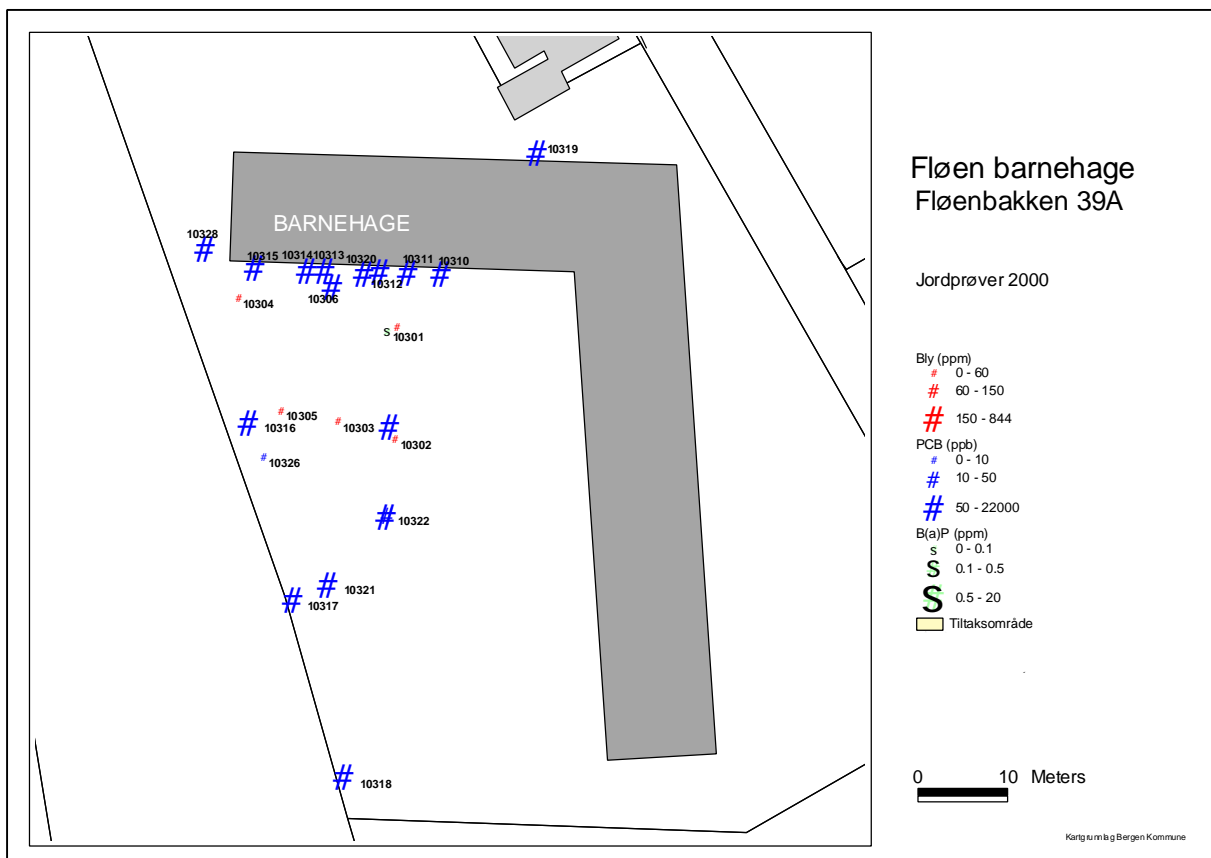 10319
BARNEHAGE
10328
10315
10314
10313
10320
10311
10310
10312
10306
10304
10301
10305
10316
10303
10302
10326
10322
10321
10317
10318
Fløen barnehage
Fløenbakken 39A
Jordprøver 2000
Bly (ppm)
# 0 - 60
# 60 - 150
# 150 - 844
PCB (ppb)
# 0 - 10
# 10 - 50
# 50 - 22000
B(a)P (ppm)
s 0 - 0.1
S 0.1 - 0.5
S 0.5 - 20
Tiltaksområde
0 10 Meters
Kartgrunnlag Bergen Kommune